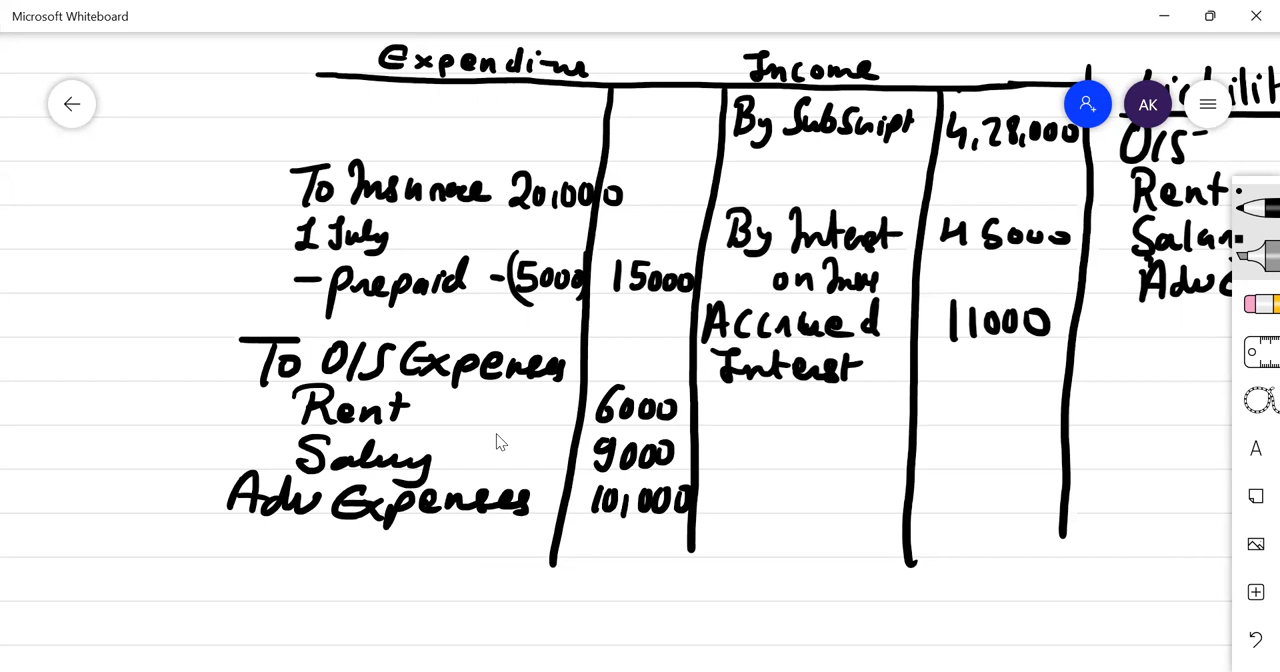 Microsoft Whiteboard
Expenditure Income
AK
By Subscript 4,28,000
O/S
To Insurance 20,000
Rent
1 July
By Interest 45000
- prepaid -(5000) 15000
on Inv
Accrued 11000
Interest
To O/S Expenses
Rent 6000
Salary 9000
Adv Expenses 10,000
A